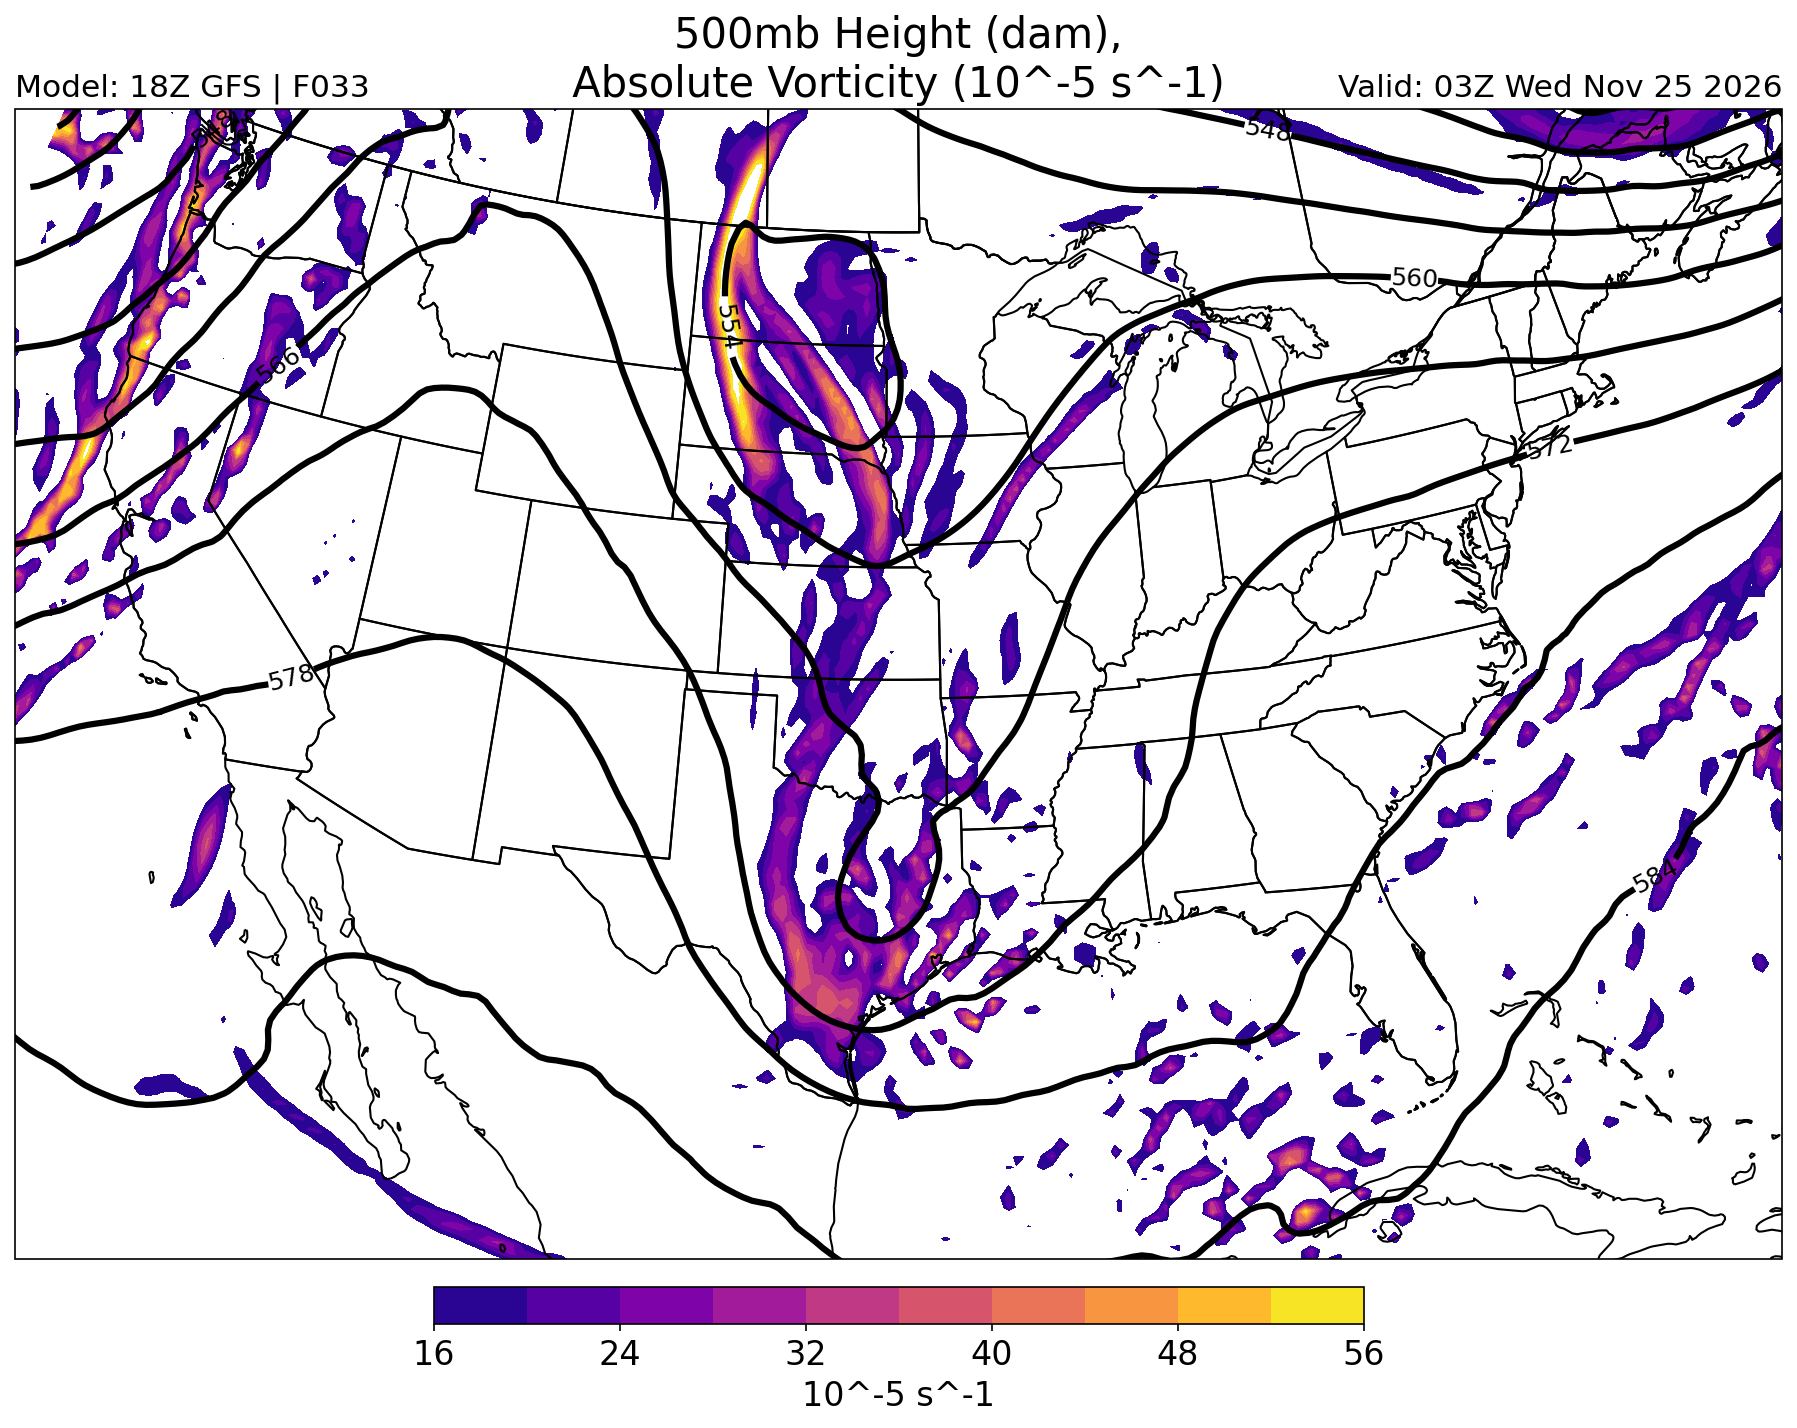 500mb Height (dam),
Absolute Vorticity (10^-5 s^-1)
Model: 18Z GFS | F033
Valid: 03Z Wed Nov 25 2026
548
548
560
554
566
572
578
584
16 24 32 40 48 56
10^-5 s^-1